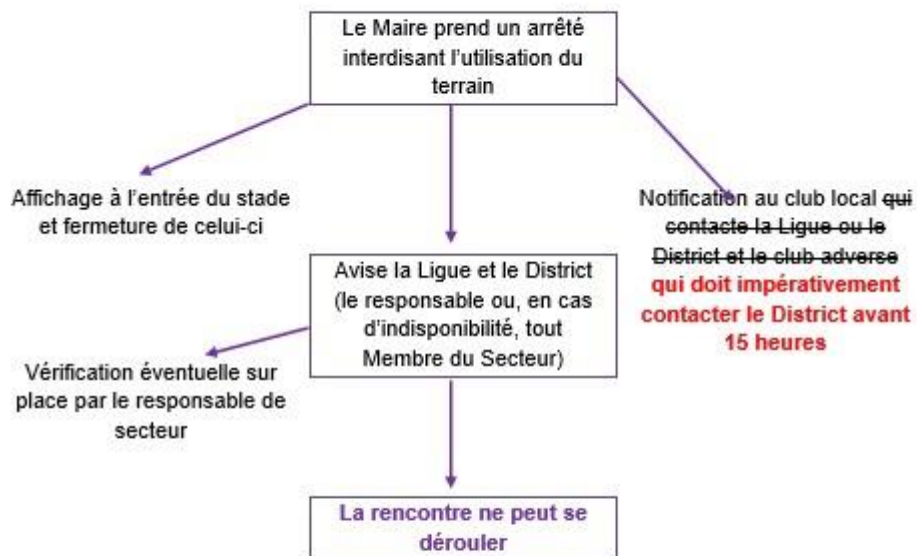 Le Maire prend un arrêté
interdisant l'utilisation du
terrain
Affichage à l'entrée du stade
et fermeture de celui-ci
Notification au club local qui
contacte la Ligue ou le
District et le club adverse
qui doit impérativement
contacter le District avant
15 heures
Avise la Ligue et le District
(le responsable ou, en cas
d'indisponibilité, tout
Membre du Secteur)
Vérification éventuelle sur
place par le responsable de
secteur
La rencontre ne peut se
dérouler